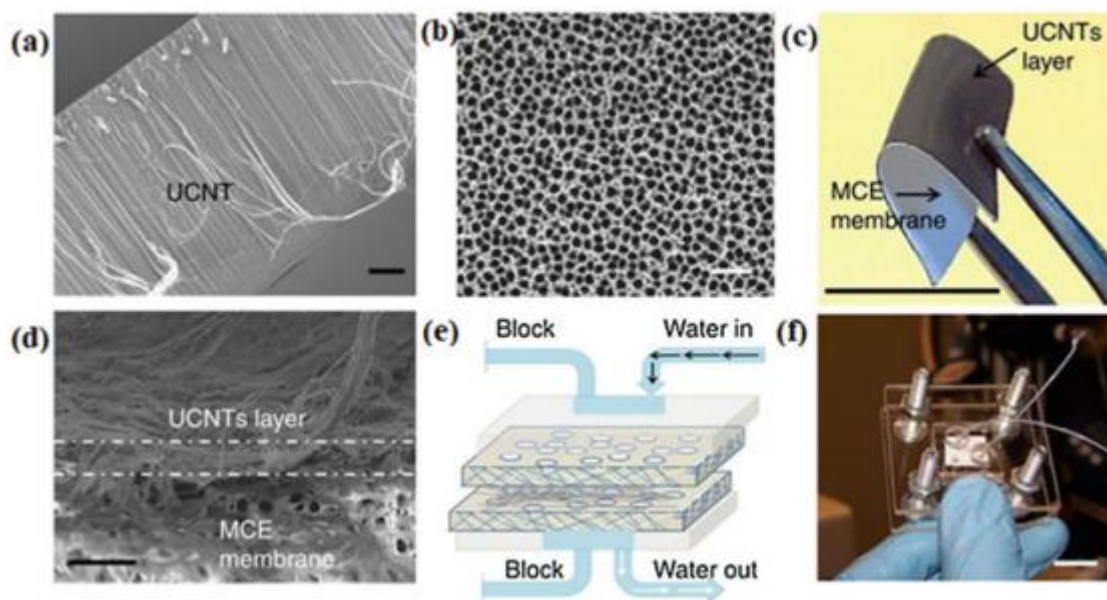 (a)
UCNT
(b)
(c)
UCNTs
layer
MCE
membrane
(d)
UCNTs layer
MCE
membrane
(e)
Block
Water in
Block
Water out
(f)